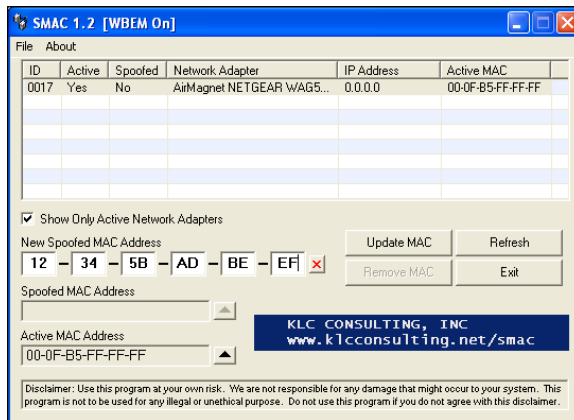 SMAC 1.2 [WBEM On]
File About
ID Active Spoofed Network Adapter IP Address Active MAC
0017 Yes No AirMagnet NETGEAR WAG5... 0.0.0.0 00-0F-B5-FF-FF-FF
Show Only Active Network Adapters
New Spoofed MAC Address
12 - 34 - 5B - AD - BE - EF
Update MAC Refresh
Remove MAC Exit
Spoofed MAC Address
KLC CONSULTING, INC
www.klcconsulting.net/smac
Active MAC Address
00-0F-B5-FF-FF-FF
Disclaimer: Use this program at your own risk. We are not responsible for any damage that might occur to your system. This
program is not to be used for any illegal or unethical purpose. Do not use this program if you do not agree with this disclaimer.